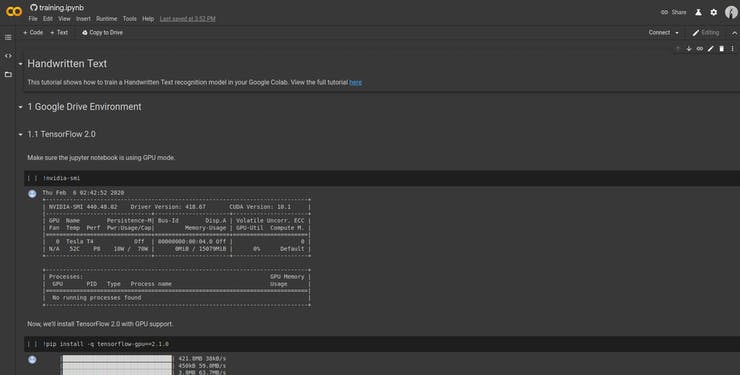 training.ipynb
File Edit View Insert Runtime Tools Help Last saved at 3:52 PM
Share
+ Code + Text Copy to Drive
Connect Editing
Handwritten Text
This tutorial shows how to train a Handwritten Text recognition model in your Google Colab. View the full tutorial here
1 Google Drive Environment
1.1 TensorFlow 2.0
Make sure the jupyter notebook is using GPU mode.
[ ] !nvidia-smi
Thu Feb 6 02:42:52 2020
| NVIDIA-SMI 440.48.02 Driver Version: 418.67 CUDA Version: 10.1 |
| GPU Name Persistence-M| Bus-Id Disp.A | Volatile Uncorr. ECC |
| Fan Temp Perf Pwr:Usage/Cap| Memory-Usage | GPU-Util Compute M. |
| 0 Tesla T4 Off | 00000000:00:04.0 Off | 0 |
| N/A 52C P8 10W / 70W | 0MiB / 15079MiB | 0% Default |
| Processes: GPU Memory |
| GPU PID Type Process name Usage |
| No running processes found |
Now, we'll install TensorFlow 2.0 with GPU support.
[ ] !pip install -q tensorflow-gpu==2.1.0
421.8MB 38kB/s
450kB 59.8MB/s
3.9MB 63.7MB/s